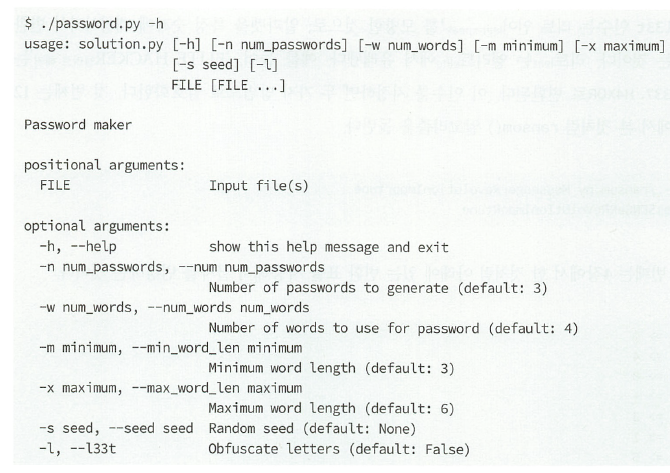 $ ./password.py -h
usage: solution.py [-h] [-n num_passwords] [-w num_words] [-m minimum] [-x maximum]
[-s seed] [-l]
FILE [FILE ...]
Password maker
positional arguments:
FILE Input file(s)
optional arguments:
-h, --help show this help message and exit
-n num_passwords, --num num_passwords
Number of passwords to generate (default: 3)
-w num_words, --num_words num_words
Number of words to use for password (default: 4)
-m minimum, --min_word_len minimum
Minimum word length (default: 3)
-x maximum, --max_word_len maximum
Maximum word length (default: 6)
-s seed, --seed seed Random seed (default: None)
-l, --l33t Obfuscate letters (default: False)